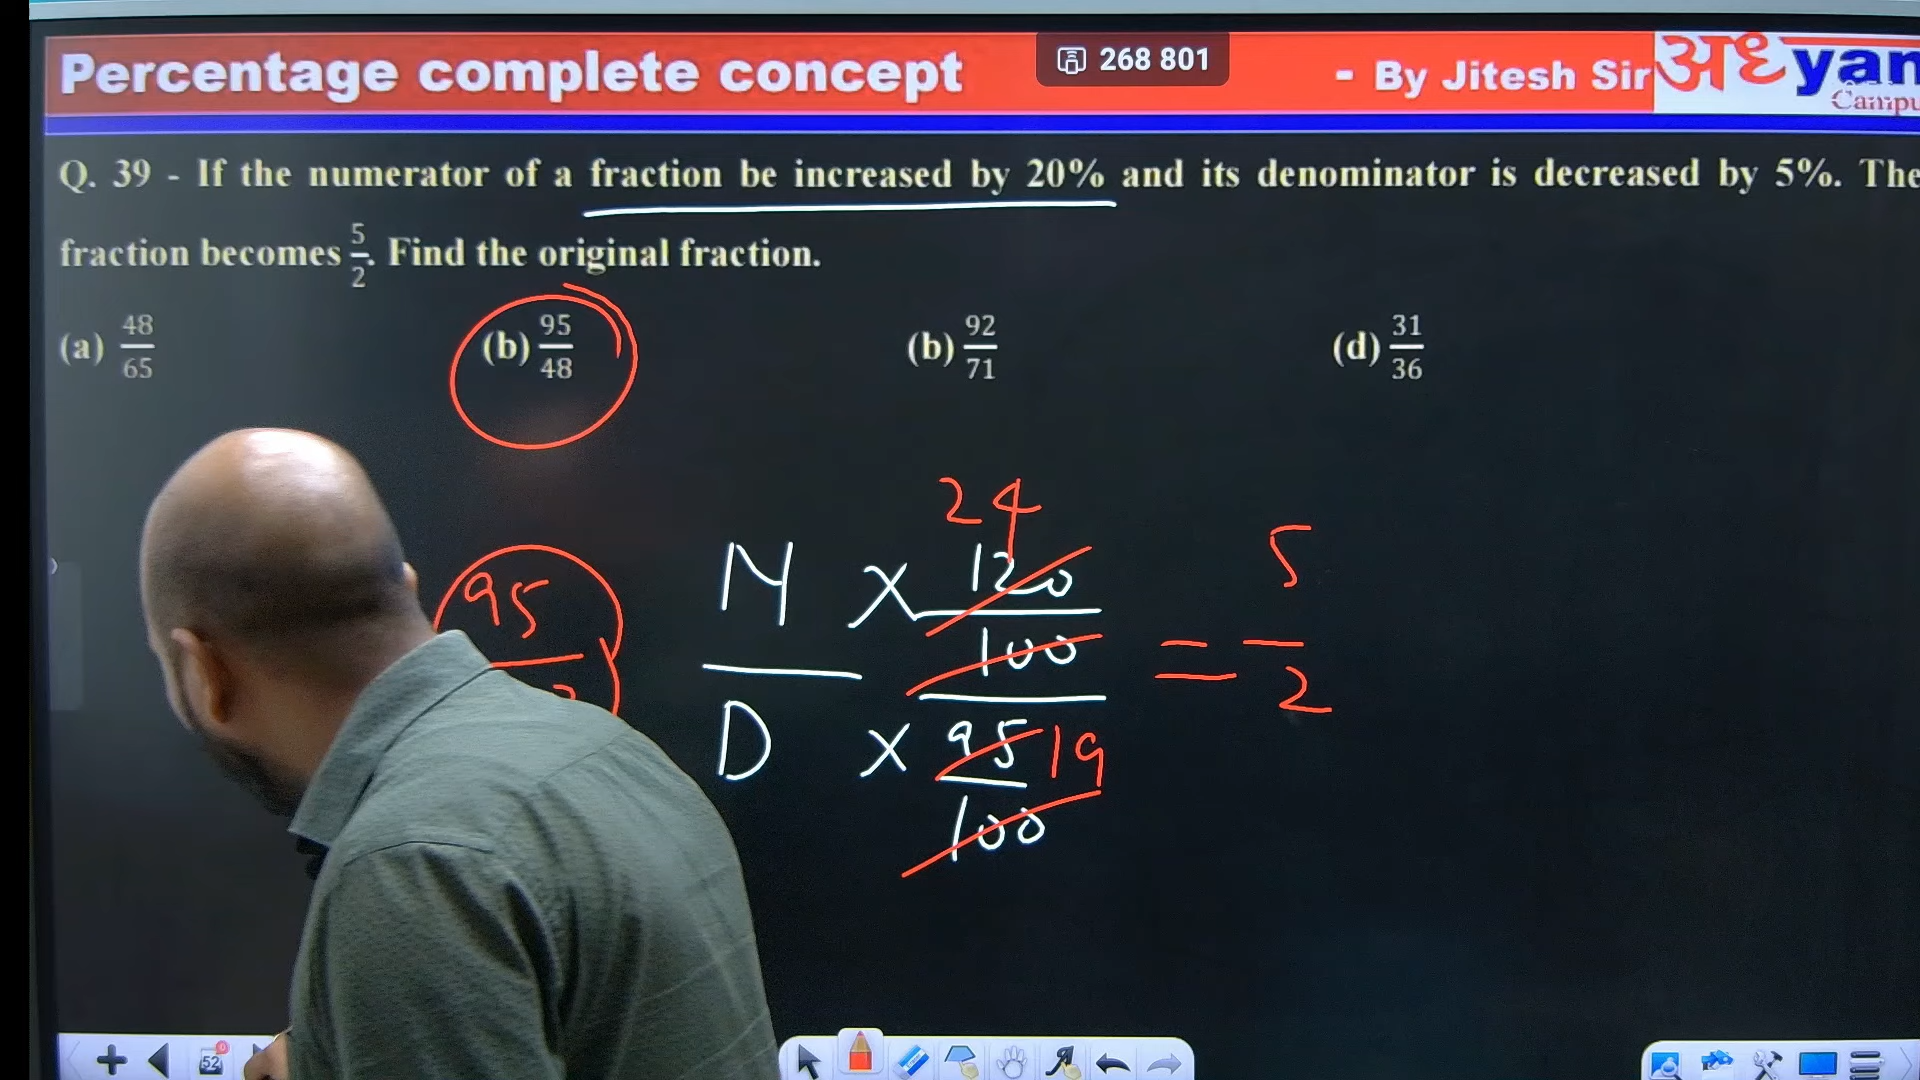 Percentage complete concept
268 801
- By Jitesh Sir
अध्yan
Campu
Q. 39 - If the numerator of a fraction be increased by 20% and its denominator is decreased by 5%. The
fraction becomes 5/2. Find the original fraction.
(a) 48/65
(b) 95/48
(b) 92/71
(d) 31/36
24
N × 120/100
D × 95/100
19
= 5/2
95
52